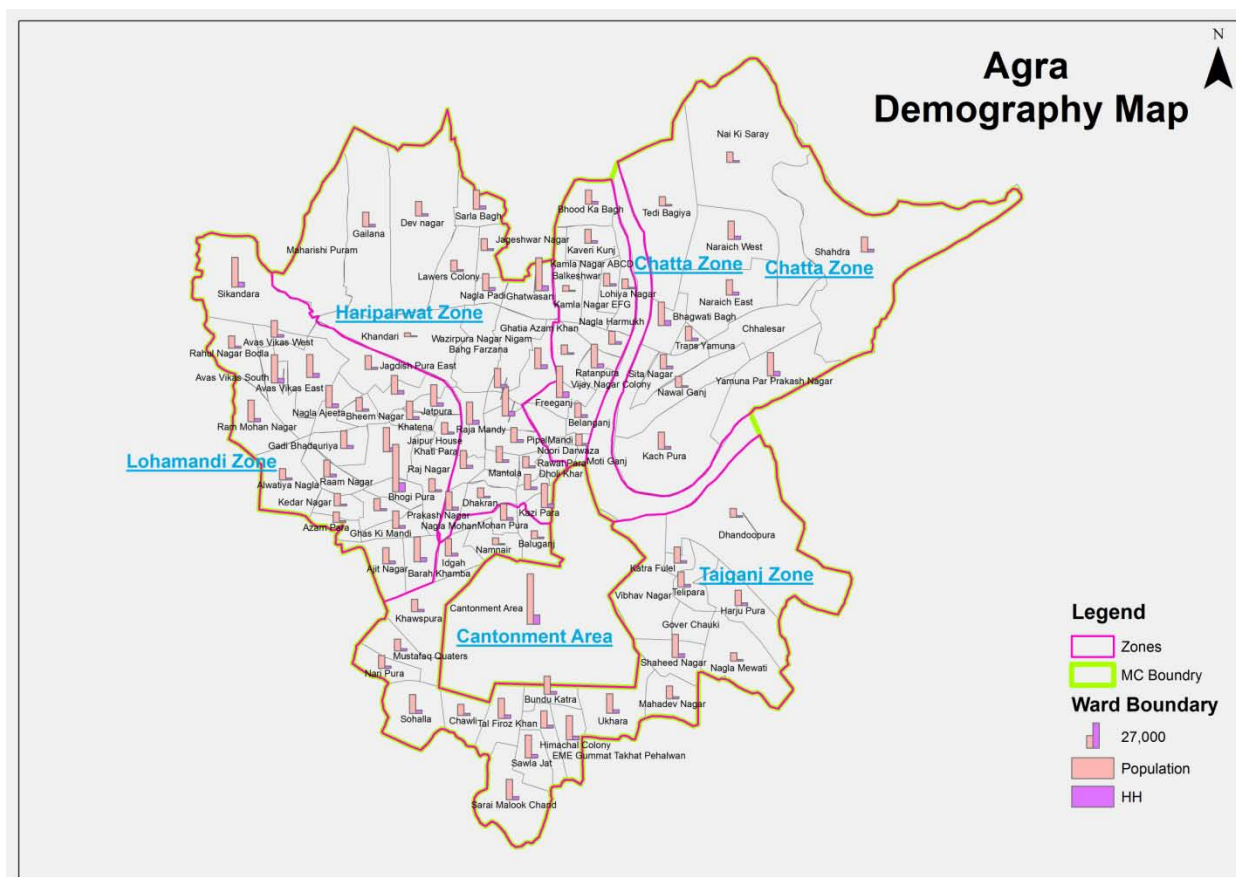 N
Agra
Demography Map
Nai Ki Saray
Bhood Ka Bagh
Tedi Bagiya
Sarla Bagh
Dev nagar
Gailana
Maharishi Puram
Jageshwar Nagar
Kaveri Kunj
Naraich West
Shahdra
Kamla Nagar ABCD
Chatta Zone
Chatta Zone
Lawers Colony
Balkeshwar
Sikandara
Nagla Padi
Ghatwasan
Lohiya Nagar
Kamla Nagar EFG
Naraich East
Hariparwat Zone
Bhagwati Bagh
Nagla Harmukh
Chhalesar
Khandari
Ghatia Azam Khan
Avas Vikas West
Wazirpura Nagar Nigam
Trans Yamuna
Rahul Nagar Bodla
Bahg Farzana
Jagdish Pura East
Ratanpura
Sita Nagar
Yamuna Par Prakash Nagar
Avas Vikas South
Avas Vikas East
Vijay Nagar Colony
Nawal Ganj
Freeganj
Nagla Ajeeta
Bheem Nagar
Jatpura
Belanganj
Ram Mohan Nagar
Khatena
Raja Mandy
Jaipur House
PipelMandi
Gadi Bhadauriya
Khati Para
Noori Darwaza
Moti Ganj
Kach Pura
Lohamandi Zone
Raj Nagar
Rawat Para
Mantola
Dholi Khar
Alwatiya Nagla
Raam Nagar
Bhogi Pura
Kedar Nagar
Dhakran
Prakash Nagar
Kazi Para
Azam Para
Ghas Ki Mandi
Nagla Mohan
Mohan Pura
Dhandoopura
Namnair
Baluganj
Ajit Nagar
Barah Khamba
Idgah
Katra Fulel
Tajganj Zone
Telipara
Vibhav Nagar
Khawspura
Cantonment Area
Harju Pura
Cantonment Area
Gover Chauki
Mustafaq Quaters
Shaheed Nagar
Nagla Mewati
Nari Pura
Bundu Katra
Mahadev Nagar
Sohalla
Chawli
Tal Firoz Khan
Ukhara
Himachal Colony
EME Gummat Takhat Pehalwan
Sawla Jat
Sarai Malook Chand
Legend
Zones
MC Boundry
Ward Boundary
27,000
Population
HH